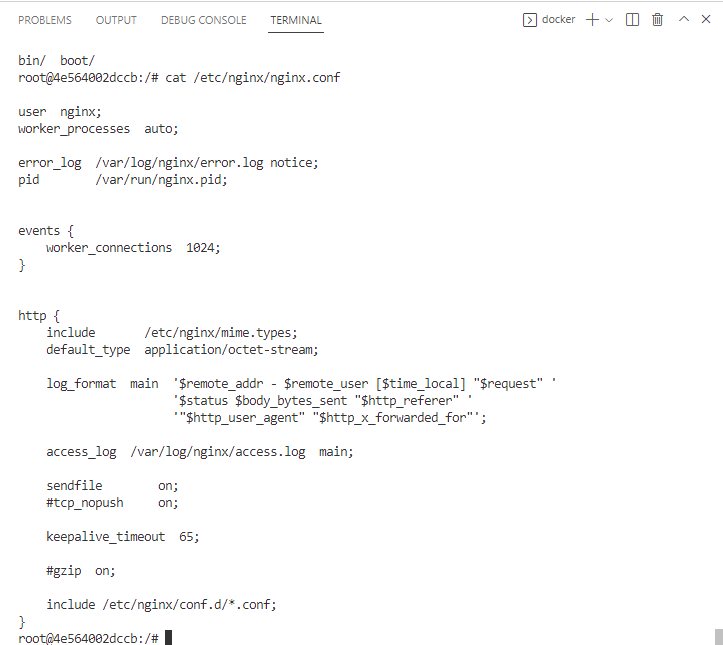 PROBLEMS OUTPUT DEBUG CONSOLE TERMINAL docker
bin/  boot/
root@4e564002dccb:/# cat /etc/nginx/nginx.conf

user  nginx;
worker_processes  auto;

error_log  /var/log/nginx/error.log notice;
pid        /var/run/nginx.pid;


events {
    worker_connections  1024;
}


http {
    include       /etc/nginx/mime.types;
    default_type  application/octet-stream;

    log_format  main  '$remote_addr - $remote_user [$time_local] "$request" '
                      '$status $body_bytes_sent "$http_referer" '
                      '"$http_user_agent" "$http_x_forwarded_for"';

    access_log  /var/log/nginx/access.log  main;

    sendfile        on;
    #tcp_nopush     on;

    keepalive_timeout  65;

    #gzip  on;

    include /etc/nginx/conf.d/*.conf;
}
root@4e564002dccb:/#